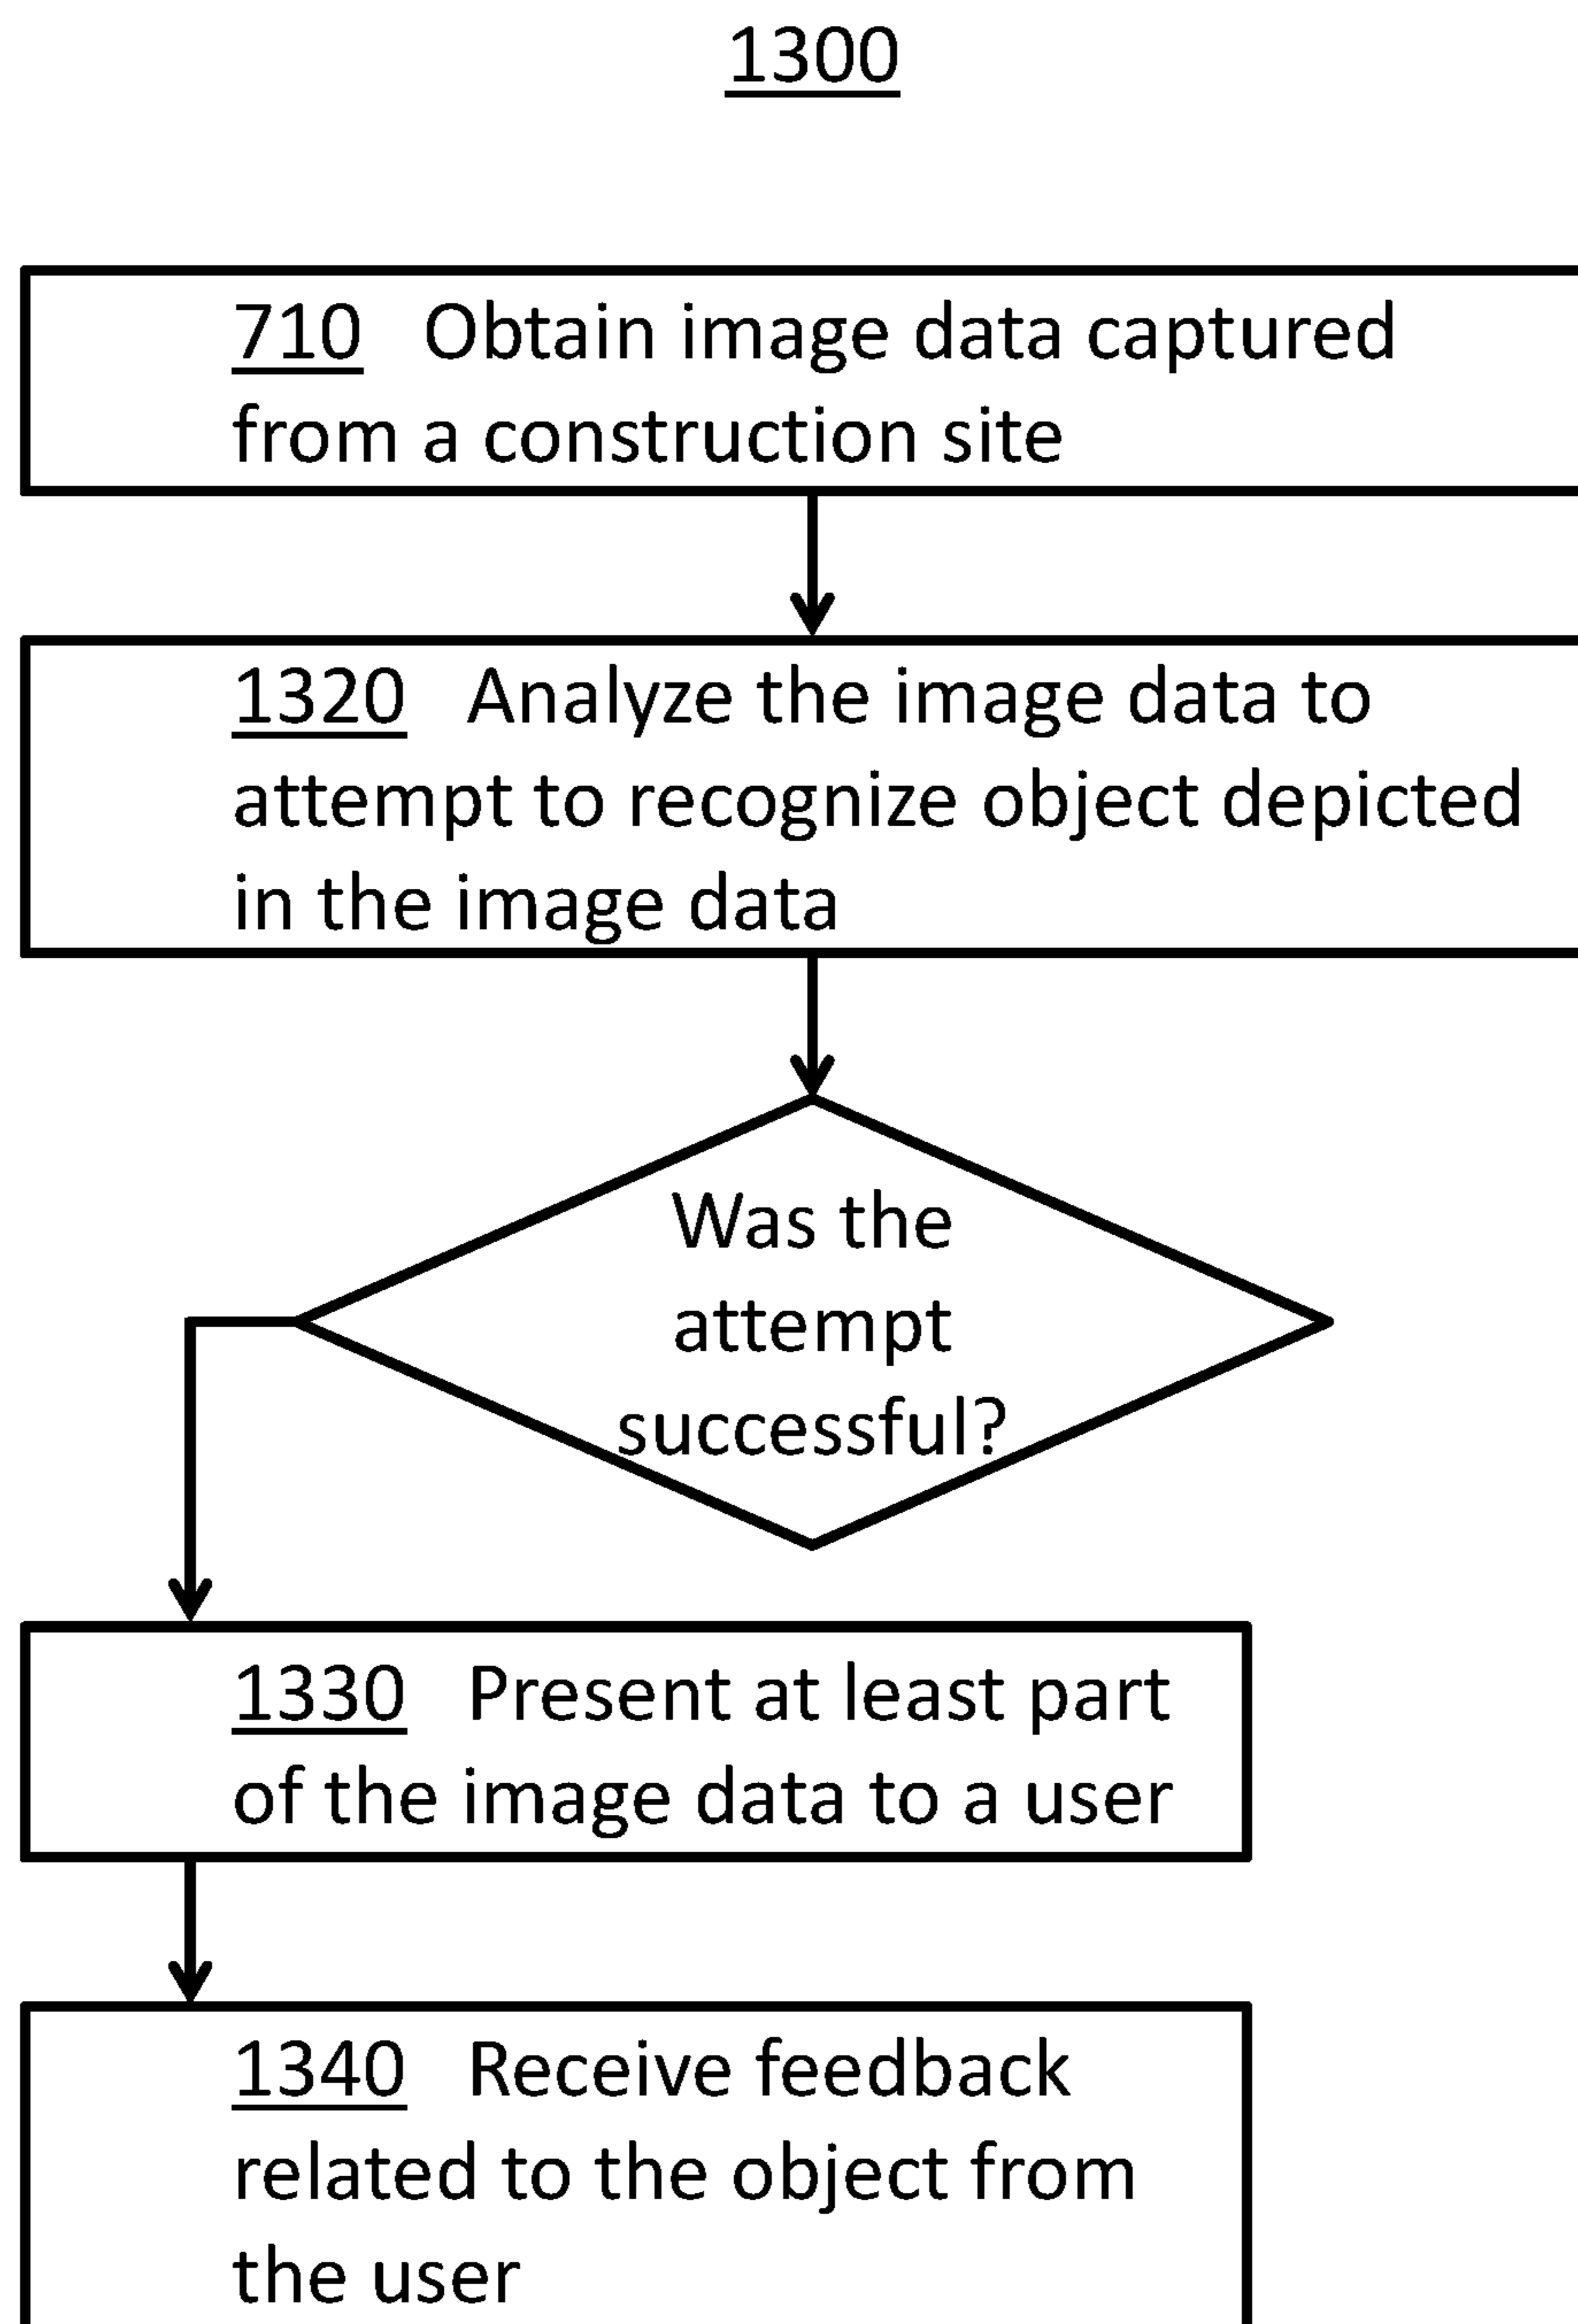 1300
710 Obtain image data captured
from a construction site
1320 Analyze the image data to
attempt to recognize object depicted
in the image data
Was the
attempt
successful?
1330 Present at least part
of the image data to a user
1340 Receive feedback
related to the object from
the user